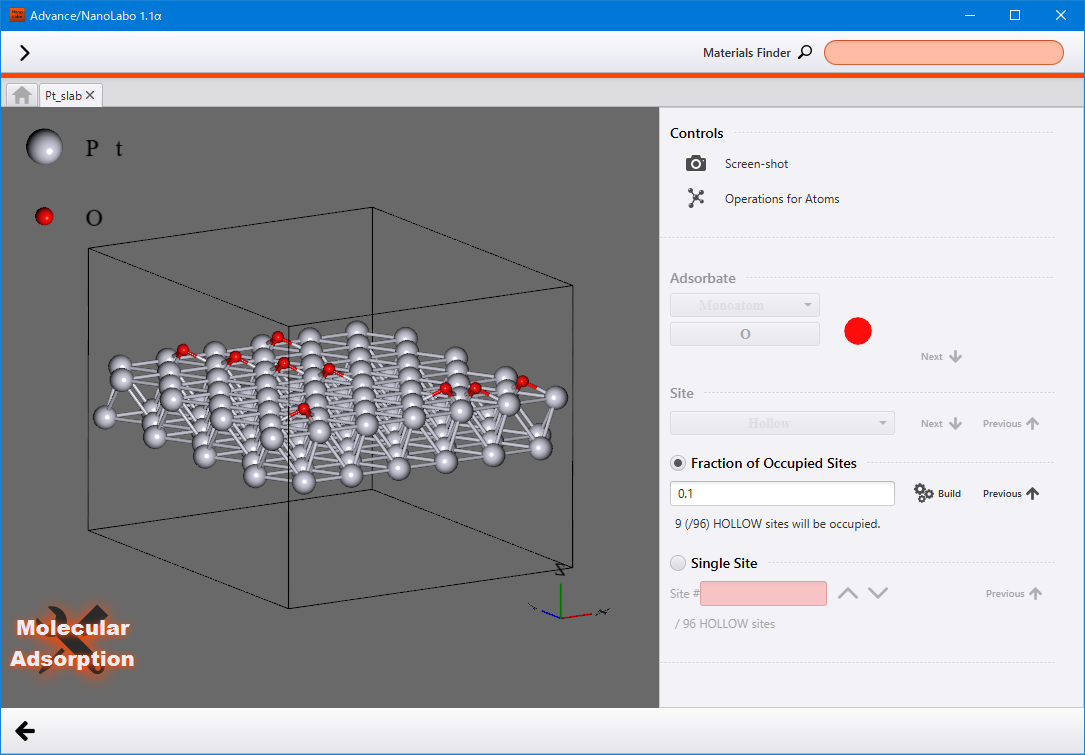 Advance/NanoLabo 1.1α
Materials Finder
Pt_slab
P t
O
Controls
Screen-shot
Operations for Atoms
Adsorbate
Monoatom
O
Next
Site
Hollow
Next Previous
Fraction of Occupied Sites
0.1
Build Previous
9 (/96) HOLLOW sites will be occupied.
Single Site
Site #
Previous
/ 96 HOLLOW sites
Z
Molecular
Adsorption